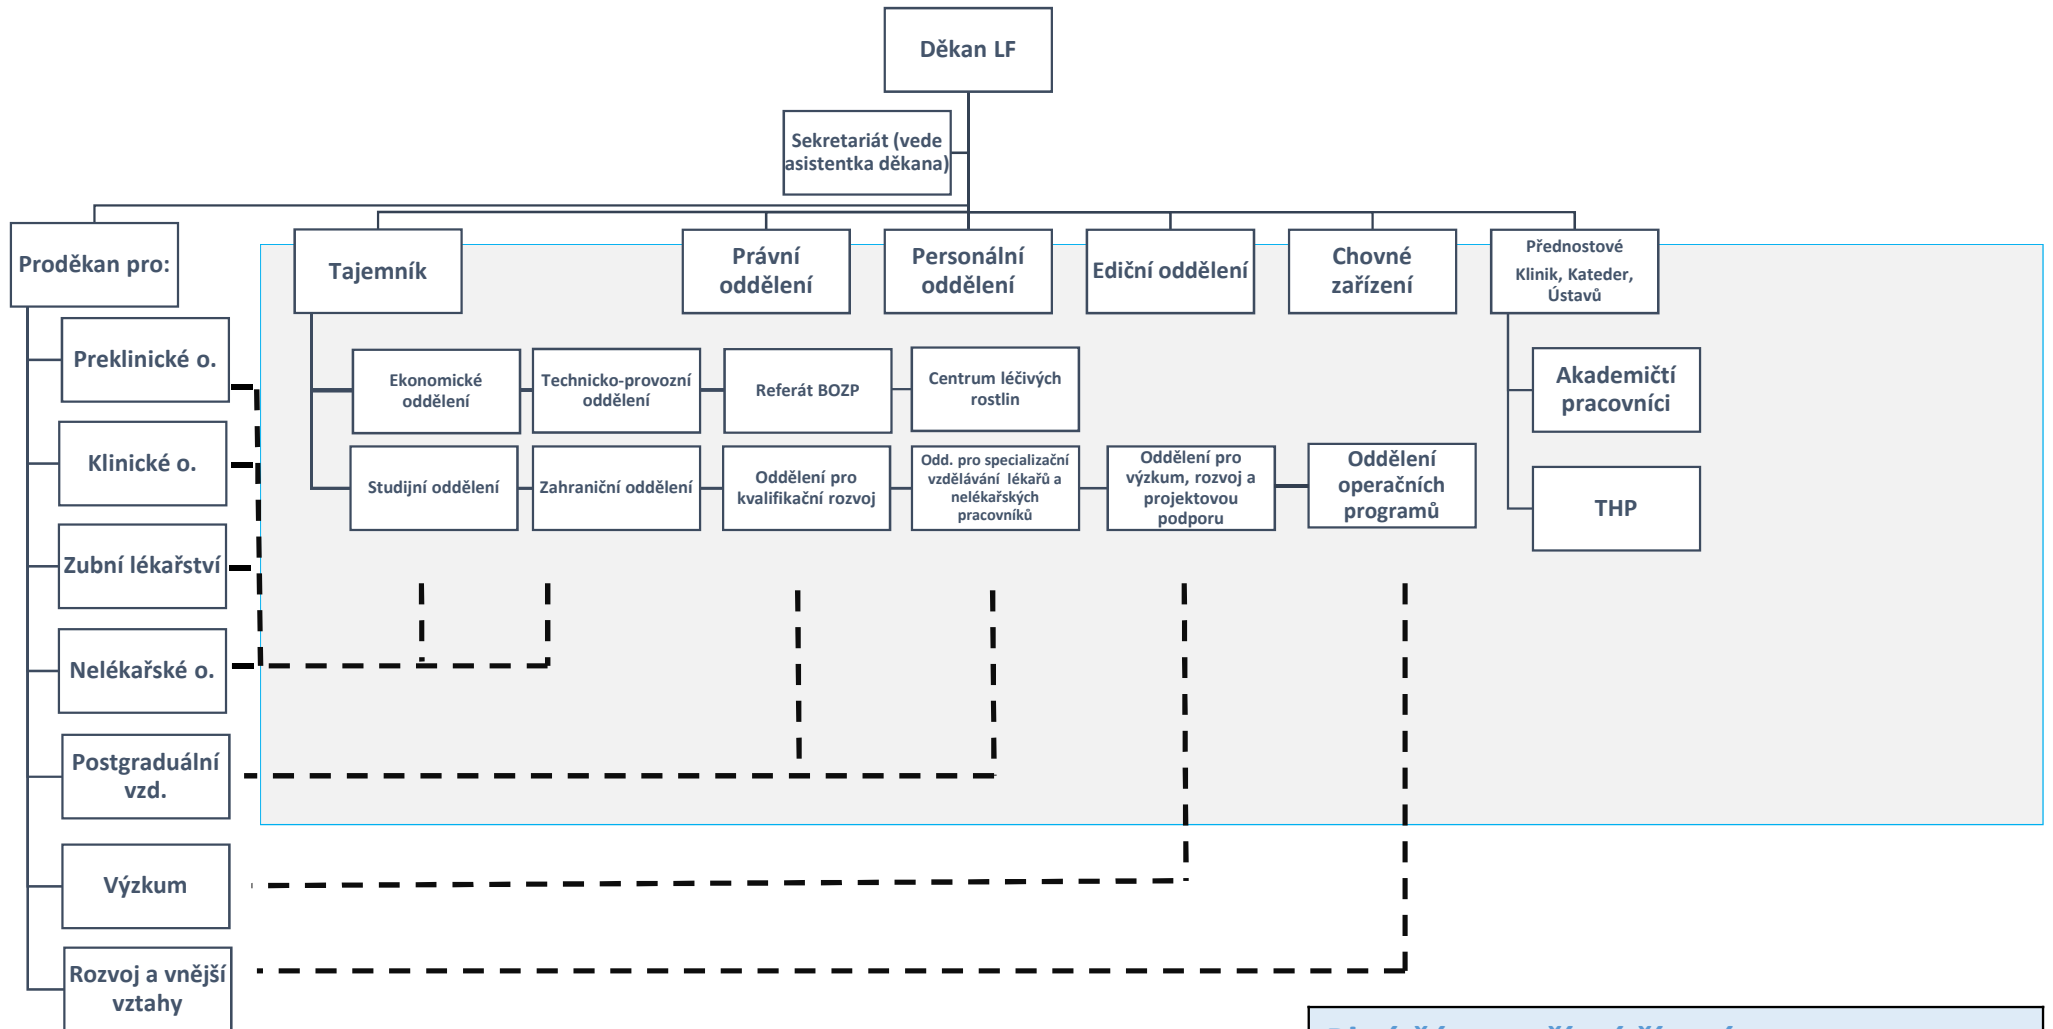 Děkan LF
Sekretariát (vede
asistentka děkana)
Proděkan pro:
Tajemník
Právní
oddělení
Personální
oddělení
Ediční oddělení
Chovné
zařízení
Přednostové
Klinik, Kateder,
Ústavů
Preklinické o.
Klinické o.
Zubní lékařství
Nelékařské o.
Postgraduální
vzd.
Výzkum
Rozvoj a vnější
vztahy
Ekonomické
oddělení
Technicko-provozní
oddělení
Referát BOZP
Centrum léčivých
rostlin
Studijní oddělení
Zahraniční oddělení
Oddělení pro
kvalifikační rozvoj
Odd. pro specializační
vzdělávání lékařů a
nelékařských
pracovníků
Oddělení pro
výzkum, rozvoj a
projektovou
podporu
Oddělení
operačních
programů
Akademičtí
pracovníci
THP